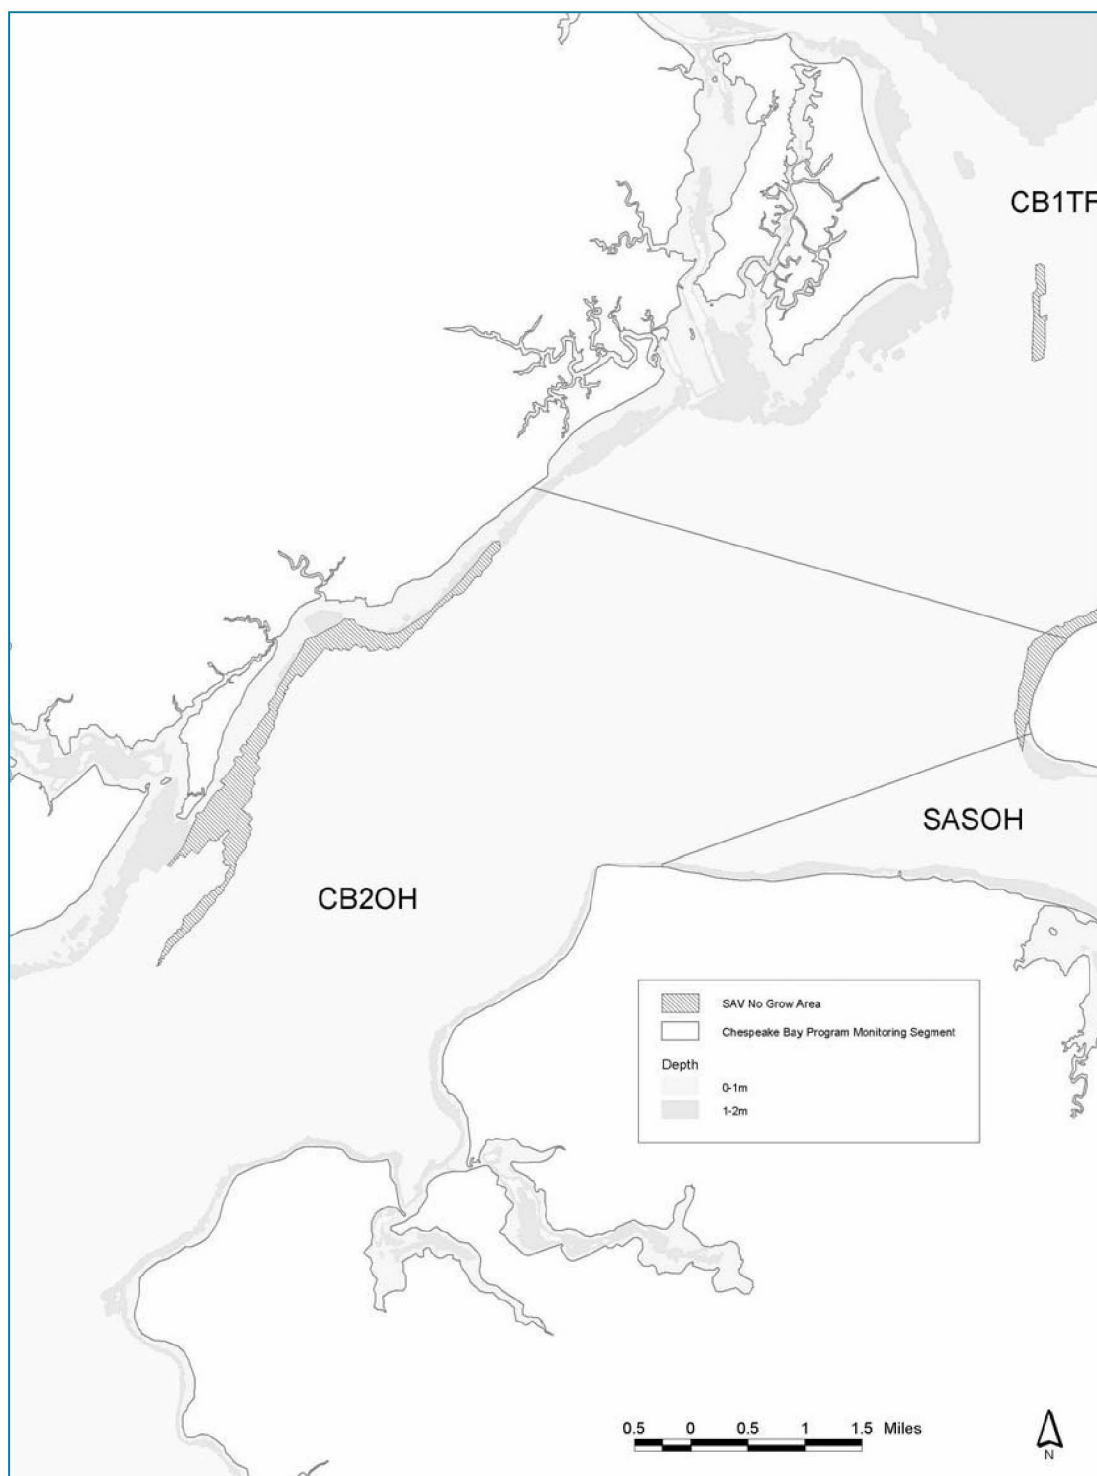 CB1TF
SASOH
CB2OH
SAV No Grow Area
Chespeake Bay Program Monitoring Segment
Depth
0-1m
1-2m
0.5 0 0.5 1 1.5 Miles
N